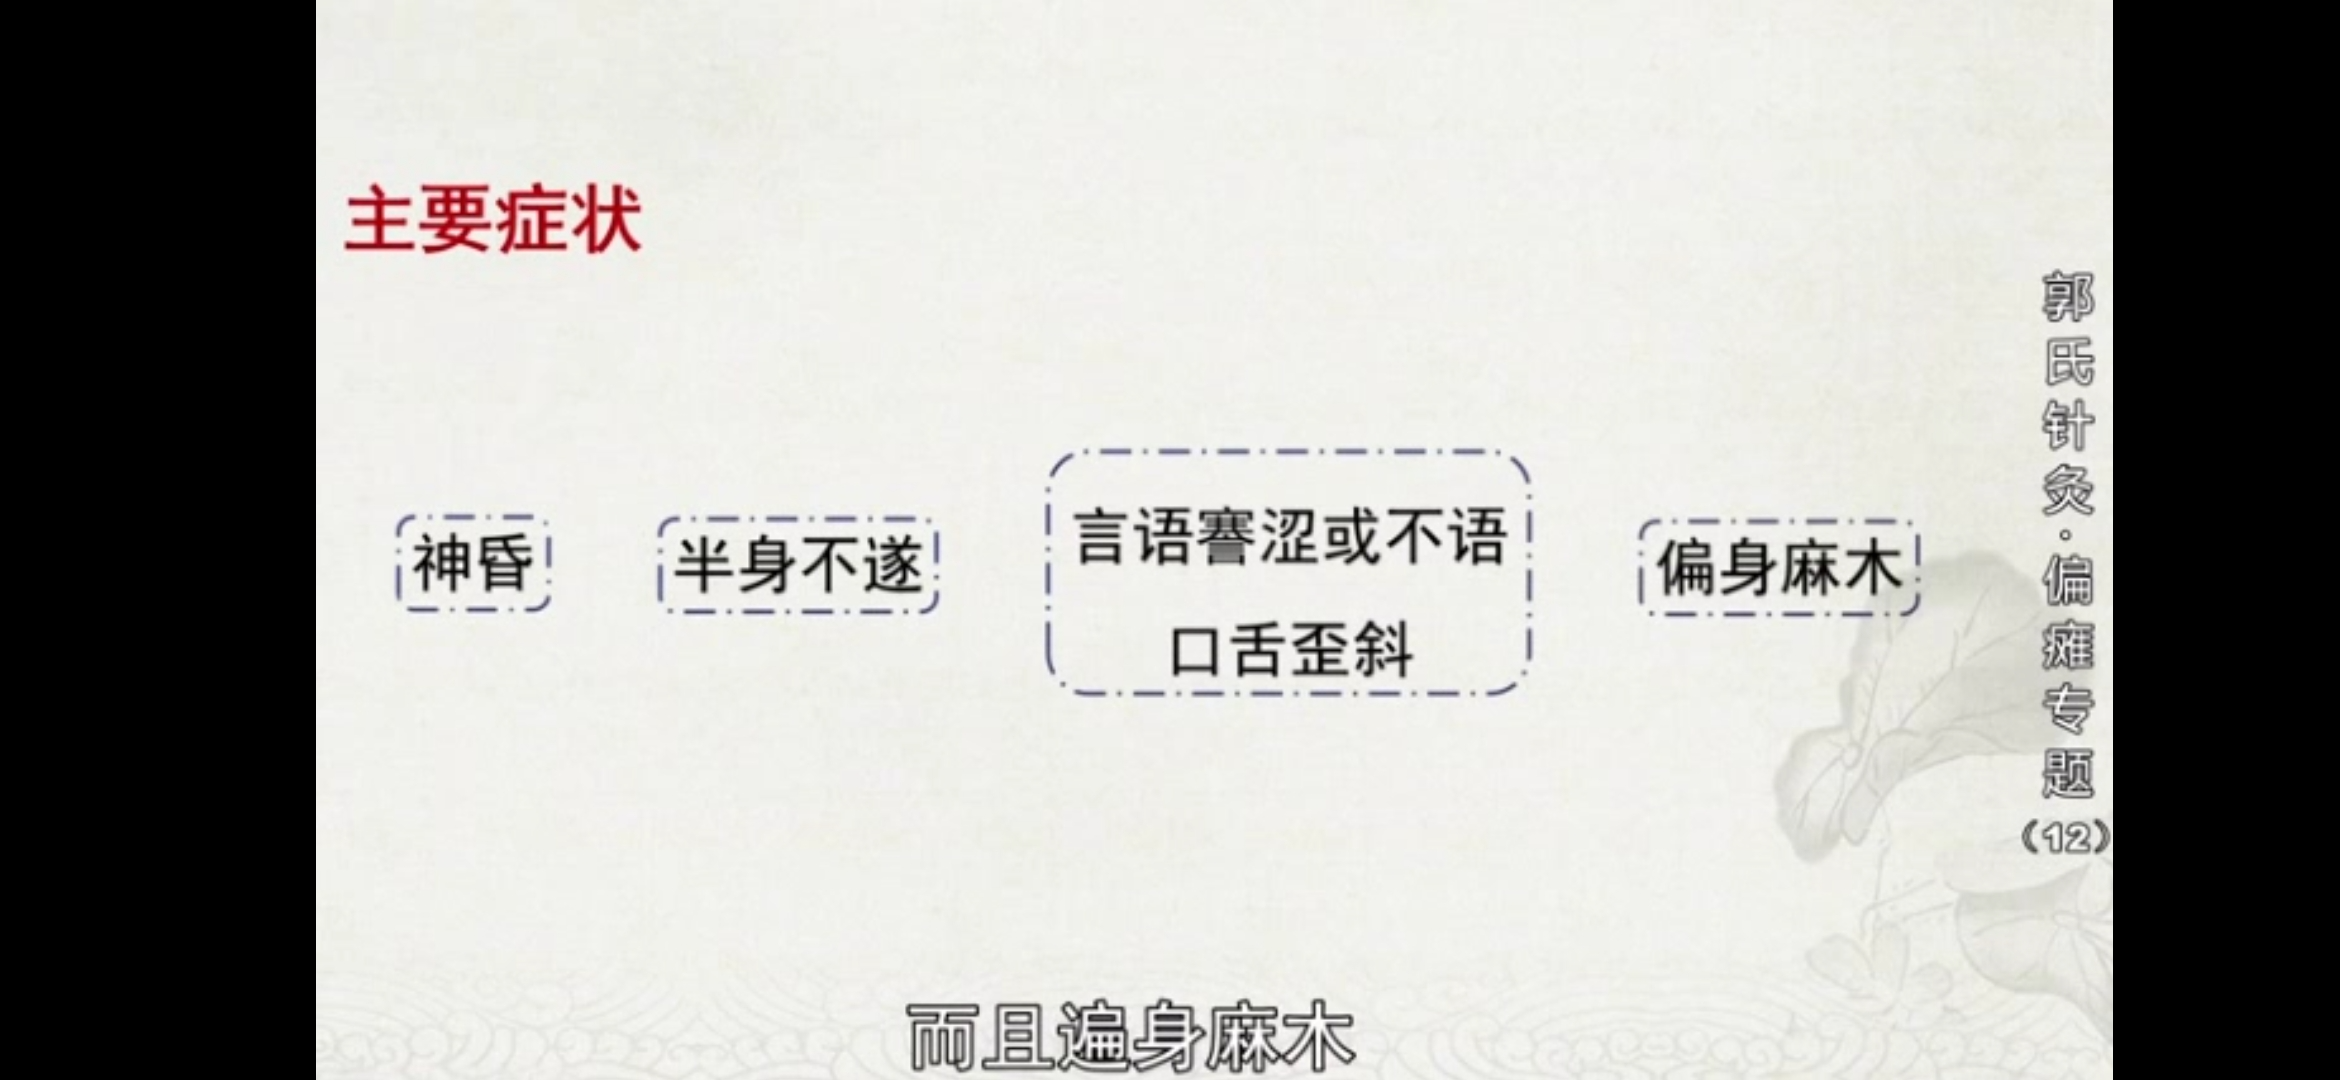 主要症状
神昏
半身不遂
言语謇涩或不语
口舌歪斜
偏身麻木
郭氏针灸·偏瘫专题（12）
而且遍身麻木